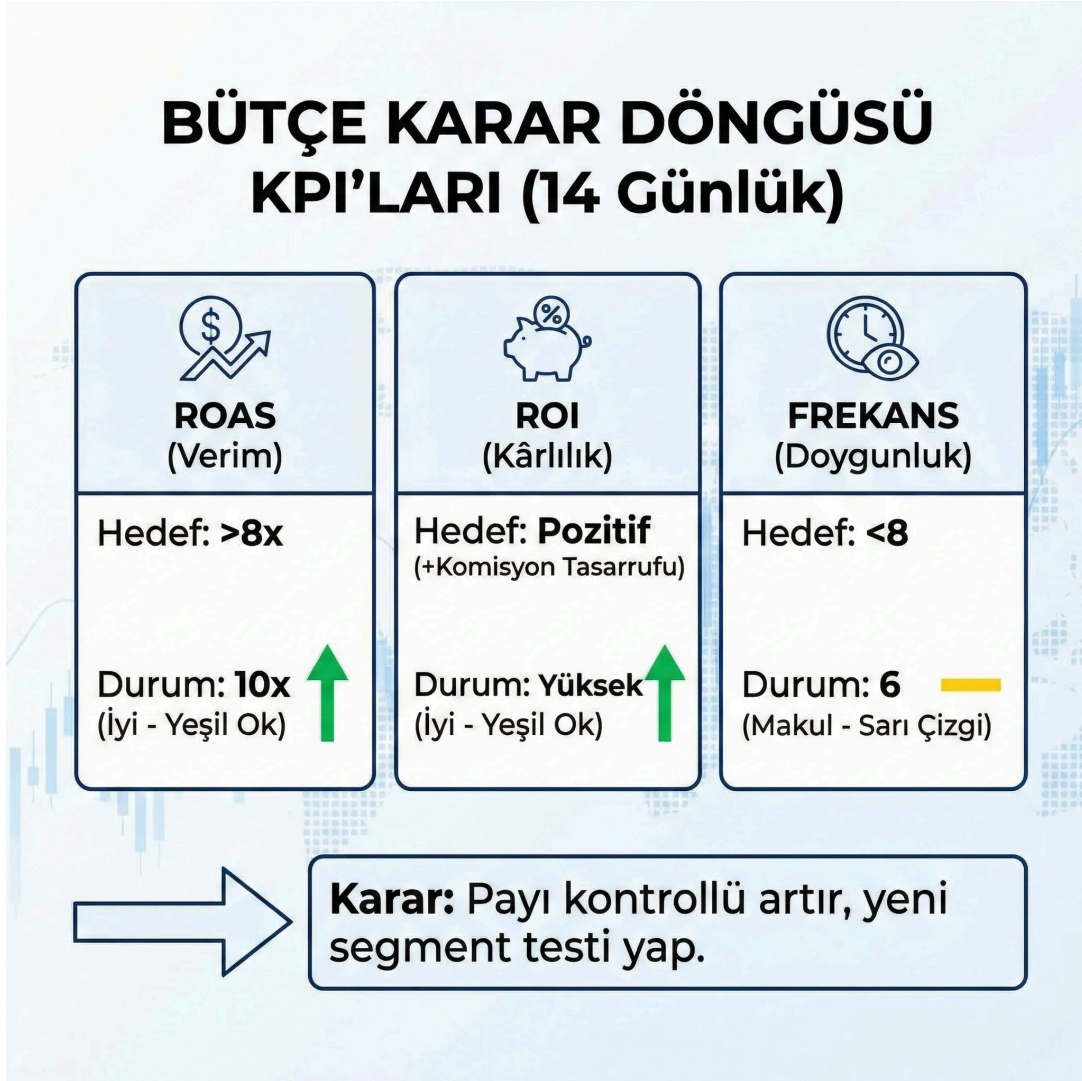 BÜTÇE KARAR DÖNGÜSÜ
KPI’LARI (14 Günlük)
$
ROAS
(Verim)
Hedef: >8x
Durum: 10x
(İyi - Yeşil Ok)
%
ROI
(Kârlılık)
Hedef: Pozitif
(+Komisyon Tasarrufu)
Durum: Yüksek
(İyi - Yeşil Ok)
FREKANS
(Doygunluk)
Hedef: <8
Durum: 6
(Makul - Sarı Çizgi)
Karar: Payı kontrollü artır, yeni
segment testi yap.